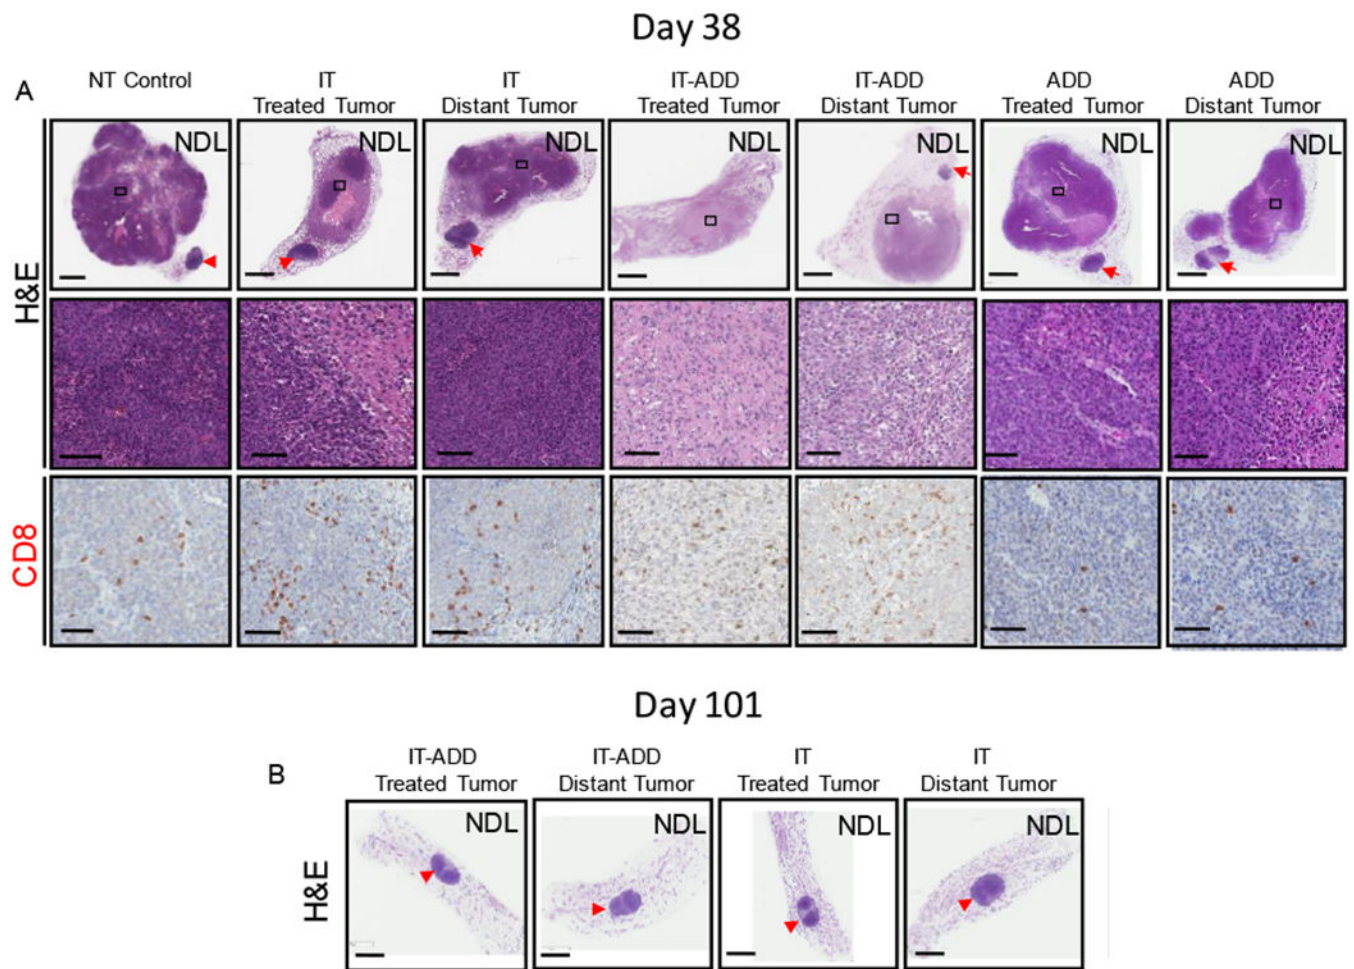 Day 38
A
NT Control
IT
Treated Tumor
IT
Distant Tumor
IT-ADD
Treated Tumor
IT-ADD
Distant Tumor
ADD
Treated Tumor
ADD
Distant Tumor
H&E
NDL
NDL
NDL
NDL
NDL
NDL
NDL
CD8
Day 101
B
IT-ADD
Treated Tumor
IT-ADD
Distant Tumor
IT
Treated Tumor
IT
Distant Tumor
H&E
NDL
NDL
NDL
NDL